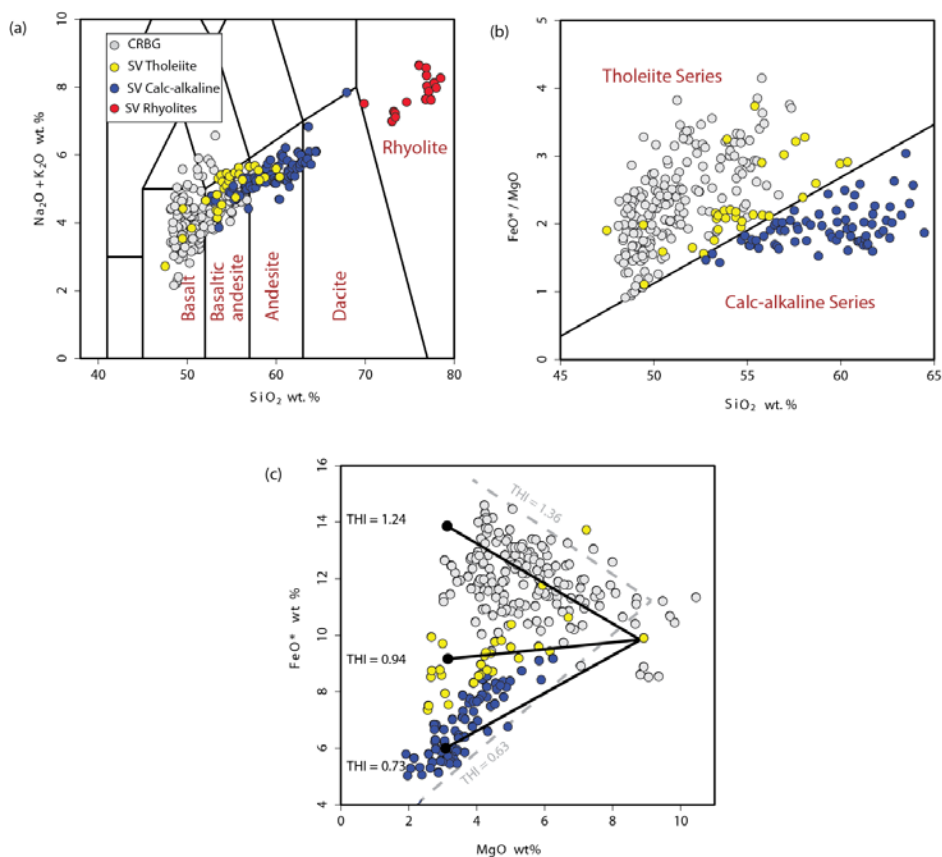 (a)
CRBG
SV Tholeiite
SV Calc-alkaline
SV Rhyolites
Rhyolite
Basalt
Basaltic
andesite
Andesite
Dacite
Na₂O + K₂O wt. %
0 2 4 6 8 10
40 50 60 70 80
SiO₂ wt. %
(b)
Tholeiite Series
Calc-alkaline Series
FeO* / MgO
0 1 2 3 4 5
45 50 55 60 65
SiO₂ wt. %
(c)
THI = 1.36
THI = 1.24
THI = 0.94
THI = 0.73
THI = 0.63
FeO* wt %
4 6 8 10 12 14 16
0 2 4 6 8 10
MgO wt%